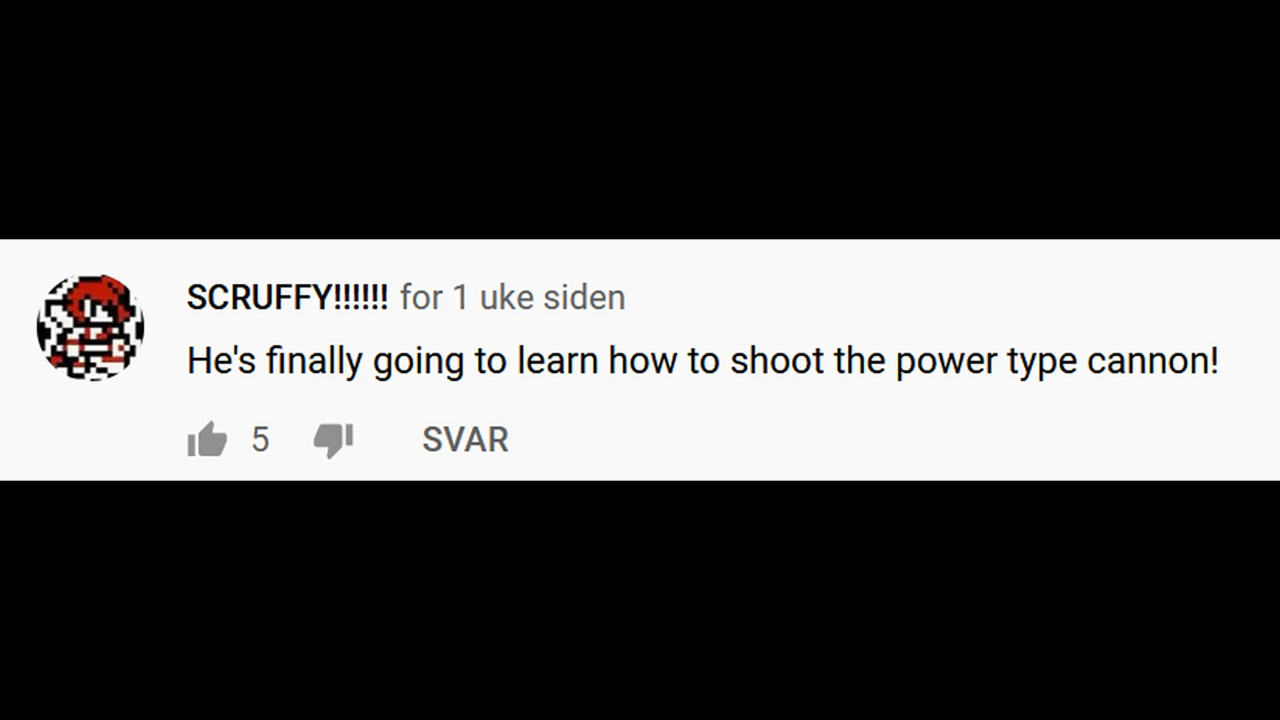 SCRUFFY!!!!!! for 1 uke siden
He's finally going to learn how to shoot the power type cannon!
5 SVAR